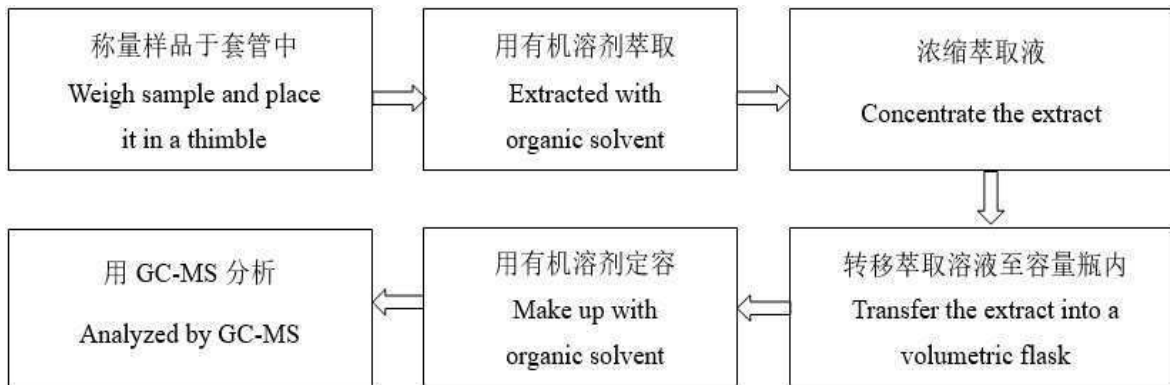 称量样品于套管中
Weigh sample and place
it in a thimble
用有机溶剂萃取
Extracted with
organic solvent
浓缩萃取液
Concentrate the extract
转移萃取溶液至容量瓶内
Transfer the extract into a
volumetric flask
用有机溶剂定容
Make up with
organic solvent
用 GC-MS 分析
Analyzed by GC-MS